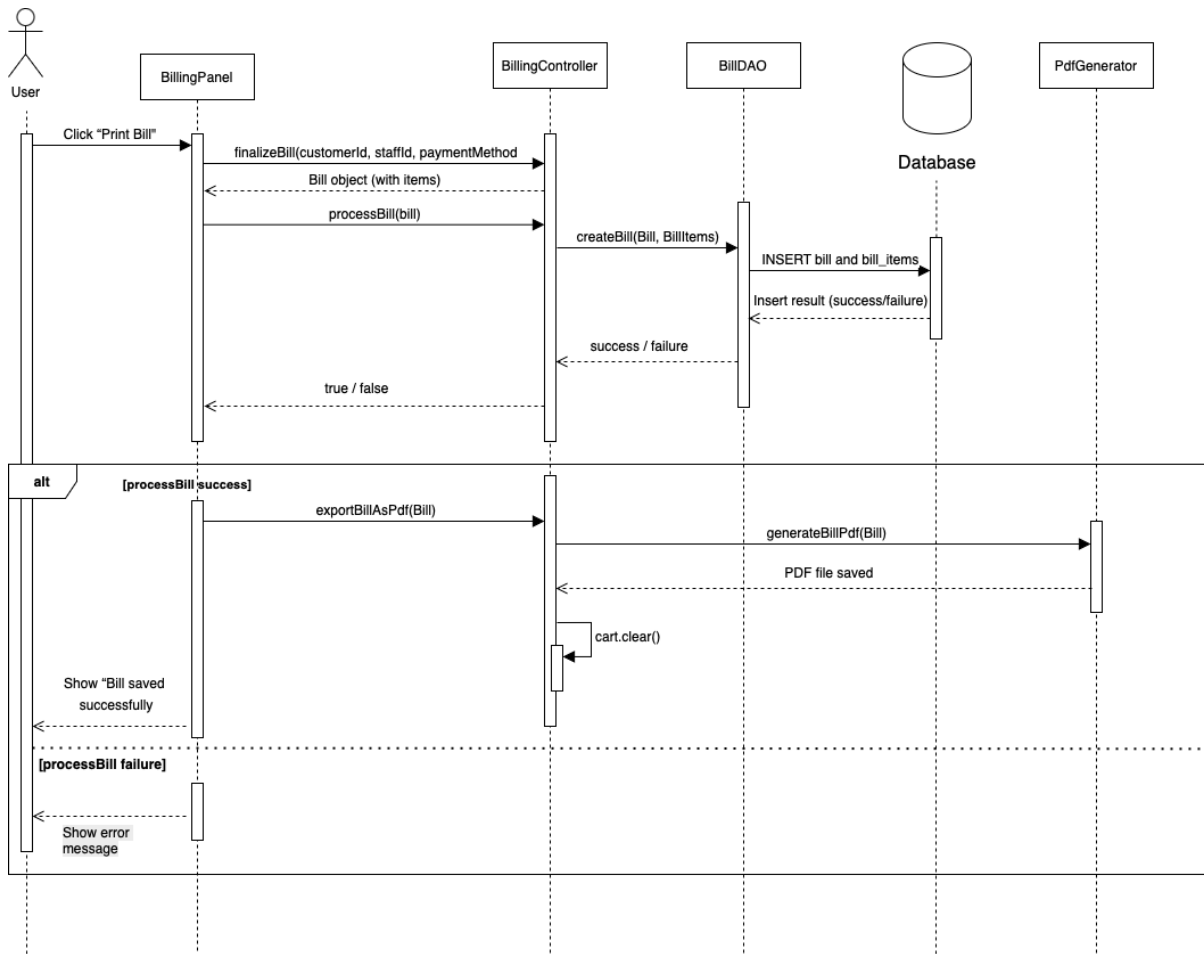 User
BillingPanel
BillingController
BillDAO
PdfGenerator
Database
Click “Print Bill"
finalizeBill(customerId, staffId, paymentMethod
Bill object (with items)
processBill(bill)
createBill(Bill, BillItems)
INSERT bill and bill_items
Insert result (success/failure)
success / failure
true / false
alt
[processBill success]
exportBillAsPdf(Bill)
generateBillPdf(Bill)
PDF file saved
cart.clear()
Show “Bill saved
successfully
[processBill failure]
Show error
message